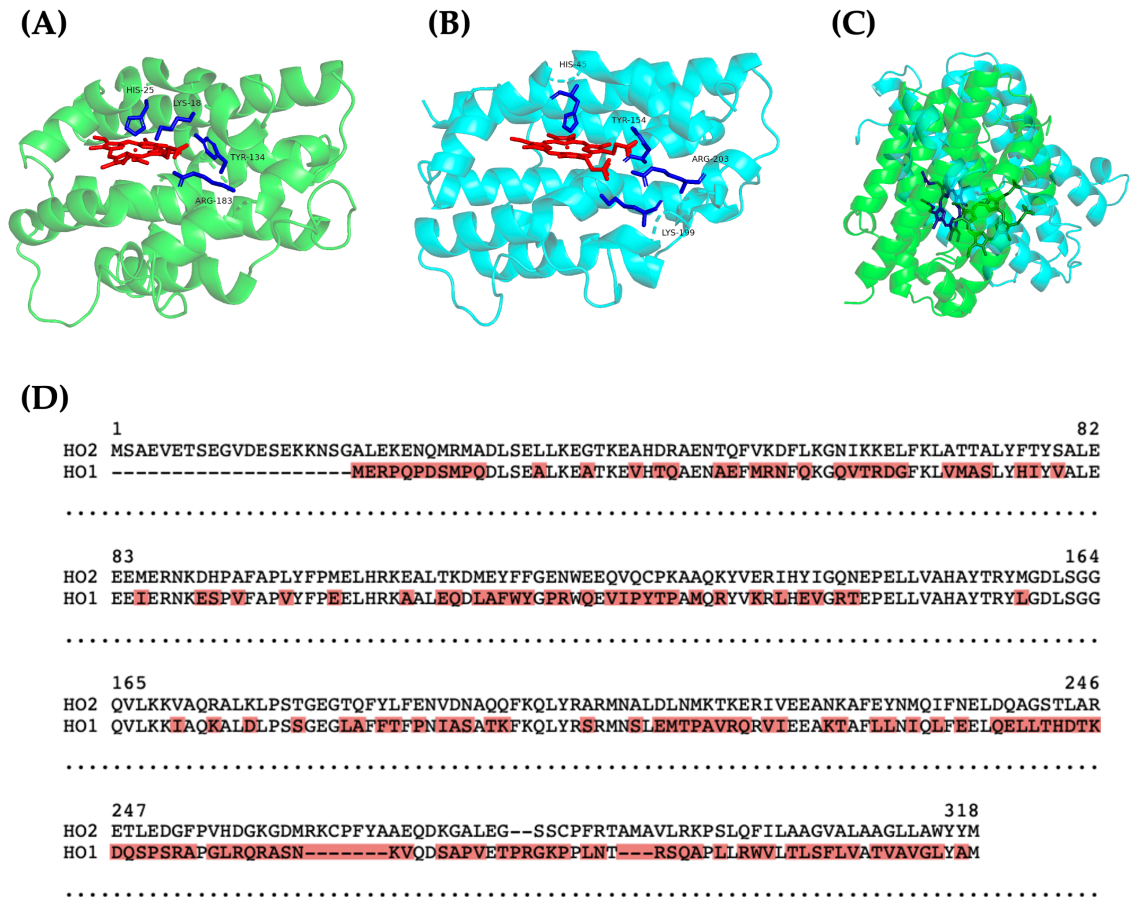 (A)
(B)
(C)
HIS-25
LYS-18
TYR-134
ARG-183
HIS-45
TYR-154
ARG-203
LYS-199
(D)
1 82
HO2 MSAEVETSEGVDESEKKNSGALEKENQMRMADLSELLKEGTKEAHDRAENTQFVKDFLKGNIKKELFKLATTALYFTYSALE
HO1 --------------------MERPQPDSMPQDLSEALKEATKEVHTQAENAEFMRNFQKGQVTRDGFKLVMASLYHIYVALE
..................................................................................
83 164
HO2 EEMERNKDHPAFAPLYFPMELHRKEALTKDMEYFFGENWEEQVQCPKAAQKYVERIHYIGQNEPELLVAHAYTRYMGDLSGG
HO1 EEIERNKESPVFAPVYFPEELHRKAALEQDLAFWYGPRWQEVIPYTPAMQRYVKRLHEVGRTEPELLVAHAYTRYLGDLSGG
..................................................................................
165 246
HO2 QVLKKVAQRALKLPSTGEGTQFYLFENVDNAQQFKQLYRARMNALDLNMKTKERIVEEANKAFEYNMQIFNELDQAGSTLAR
HO1 QVLKKIAQKALDLPSSGEGLAFFTFPNIASATKFKQLYRSRMNSLEMTPAVRQRVIEEAKTAFLLNIQLFEELQELLTHDTK
..................................................................................
247 318
HO2 ETLEDGFPVHDGKGDMRKCPFYAAEQDKGALEG--SSCPFRTAMAVLRKPSLQFILAAGVALAAGLLAWYYM
HO1 DQSPSRAPGLRQRASN-------KVQDSAPVETPRGKPPLNT---RSQAPLLRWVLTLSFLVATVAVGLYAM
..................................................................................